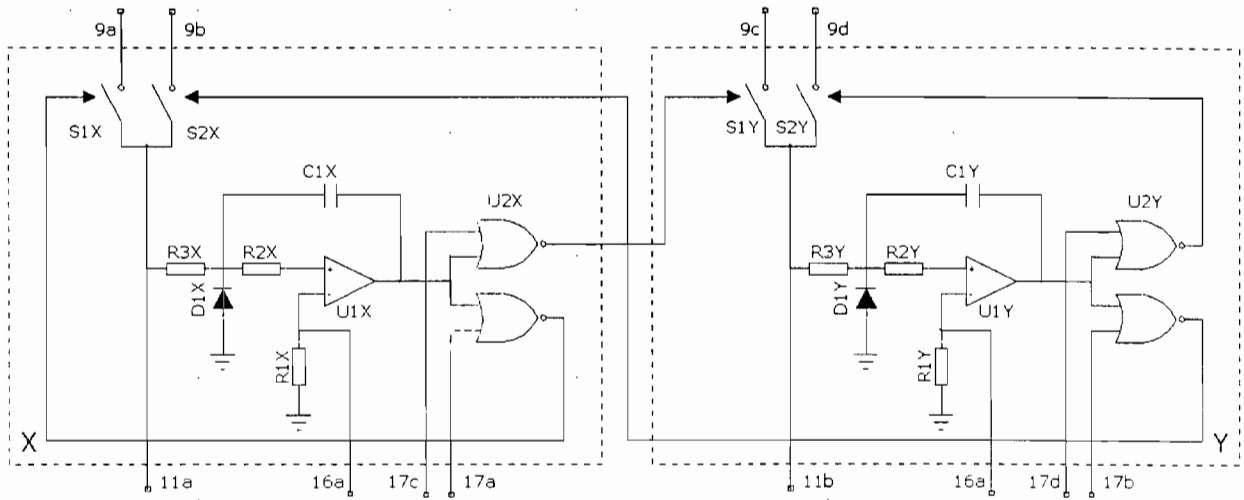 9a 9b 9c 9d
S1X S2X S1Y S2Y
C1X C1Y
U2X U2Y
R3X R2X R3Y R2Y
D1X U1X D1Y U1Y
R1X R1Y
X Y
11a 16a 17c 17a 11b 16a 17d 17b